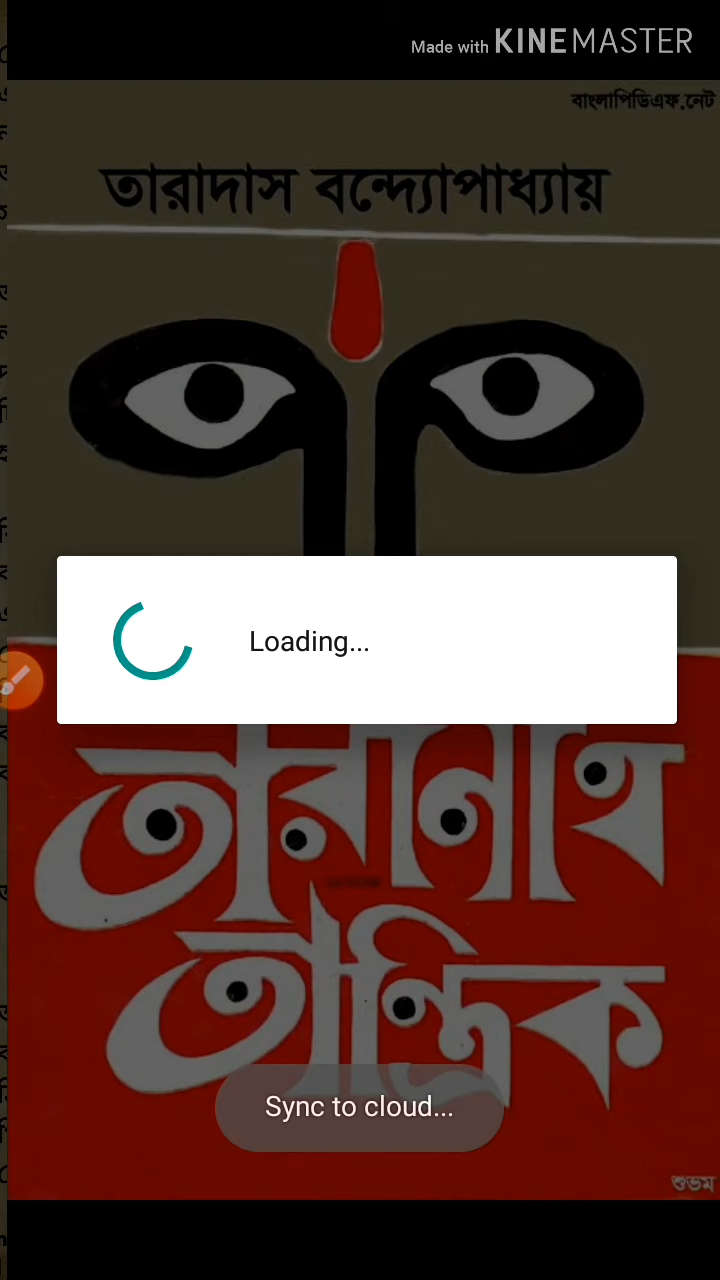 Made with KINEMASTER
বাংলাপিডিএফ.নেট
তারাদাস বন্দ্যোপাধ্যায়
Loading...
তারানাথ
তান্ত্রিক
Sync to cloud...
শুভম